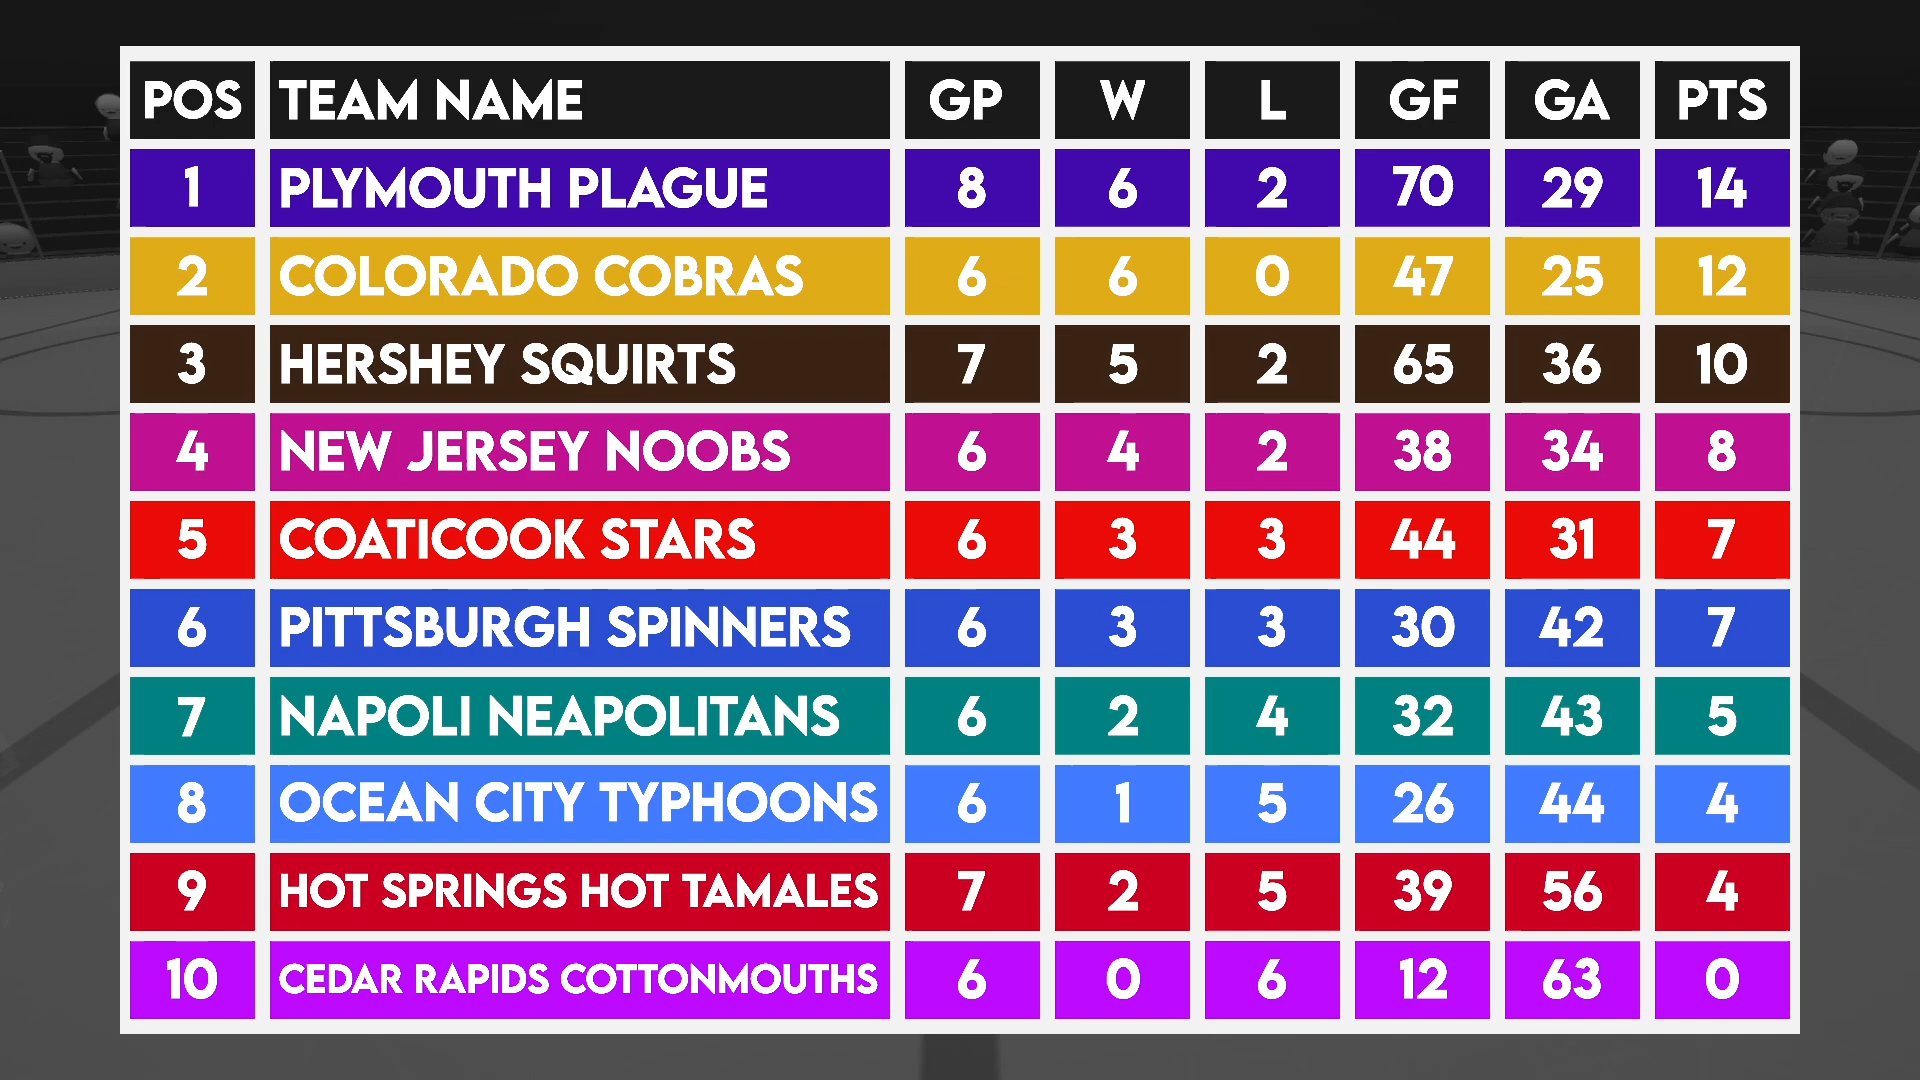 POS TEAM NAME GP W L GF GA PTS
1 PLYMOUTH PLAGUE 8 6 2 70 29 14
2 COLORADO COBRAS 6 6 0 47 25 12
3 HERSHEY SQUIRTS 7 5 2 65 36 10
4 NEW JERSEY NOOBS 6 4 2 38 34 8
5 COATICOOK STARS 6 3 3 44 31 7
6 PITTSBURGH SPINNERS 6 3 3 30 42 7
7 NAPOLI NEAPOLITANS 6 2 4 32 43 5
8 OCEAN CITY TYPHOONS 6 1 5 26 44 4
9 HOT SPRINGS HOT TAMALES 7 2 5 39 56 4
10 CEDAR RAPIDS COTTONMOUTHS 6 0 6 12 63 0